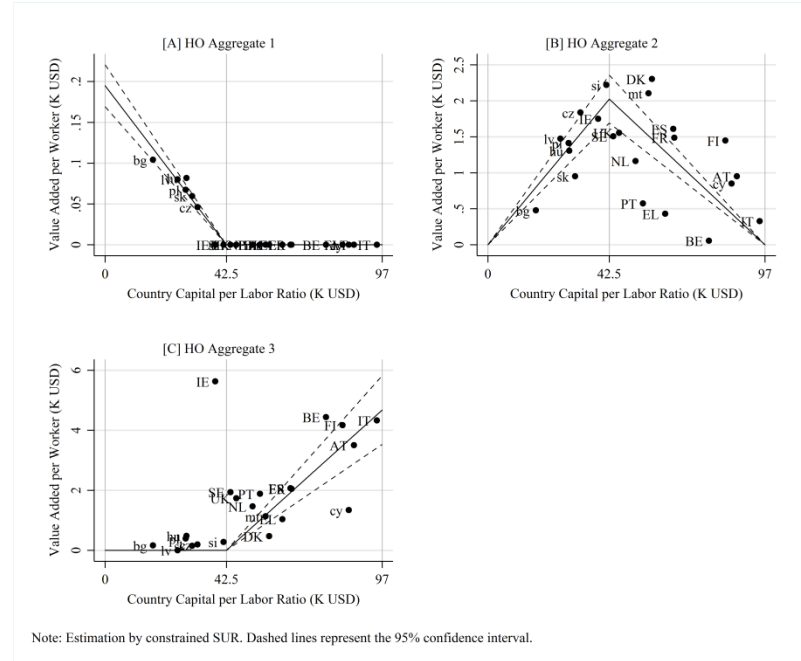 [A] HO Aggregate 1
Value Added per Worker (K USD)
.2
.15
.1
.05
0
bg
pl
sk
cz
BE
IT
0 42.5 97
Country Capital per Labor Ratio (K USD)
[B] HO Aggregate 2
Value Added per Worker (K USD)
2.5
2
1.5
1
.5
0
DK
si
mt
cz
IE
ES
lv
pl
hu
UK
SE
FR
FI
NL
sk
AT
cy
bg
PT
EL
IT
BE
0 42.5 97
Country Capital per Labor Ratio (K USD)
[C] HO Aggregate 3
Value Added per Worker (K USD)
6
4
2
0
IE
BE
FI
IT
AT
SE
UK
PT
NL
cy
mt
EL
DK
hu
si
bg
lv
0 42.5 97
Country Capital per Labor Ratio (K USD)
Note: Estimation by constrained SUR. Dashed lines represent the 95% confidence interval.